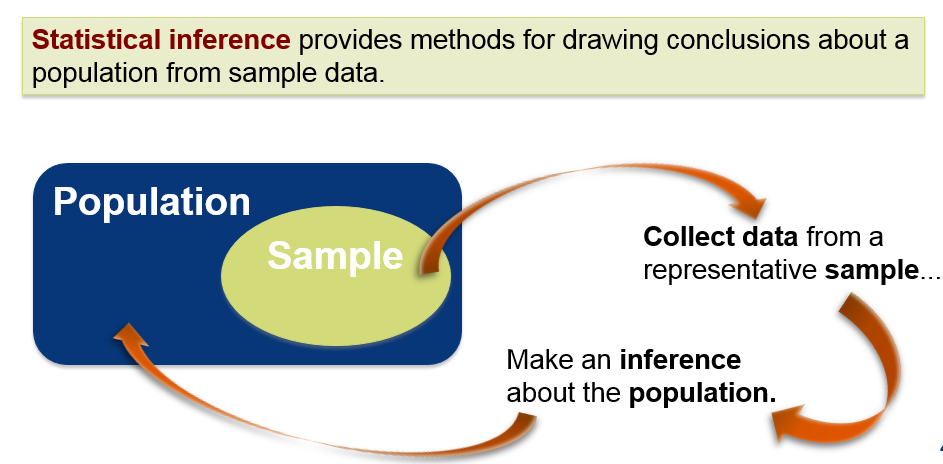 Statistical inference provides methods for drawing conclusions about a
population from sample data.
Population
Sample
Collect data from a
representative sample...
Make an inference
about the population.